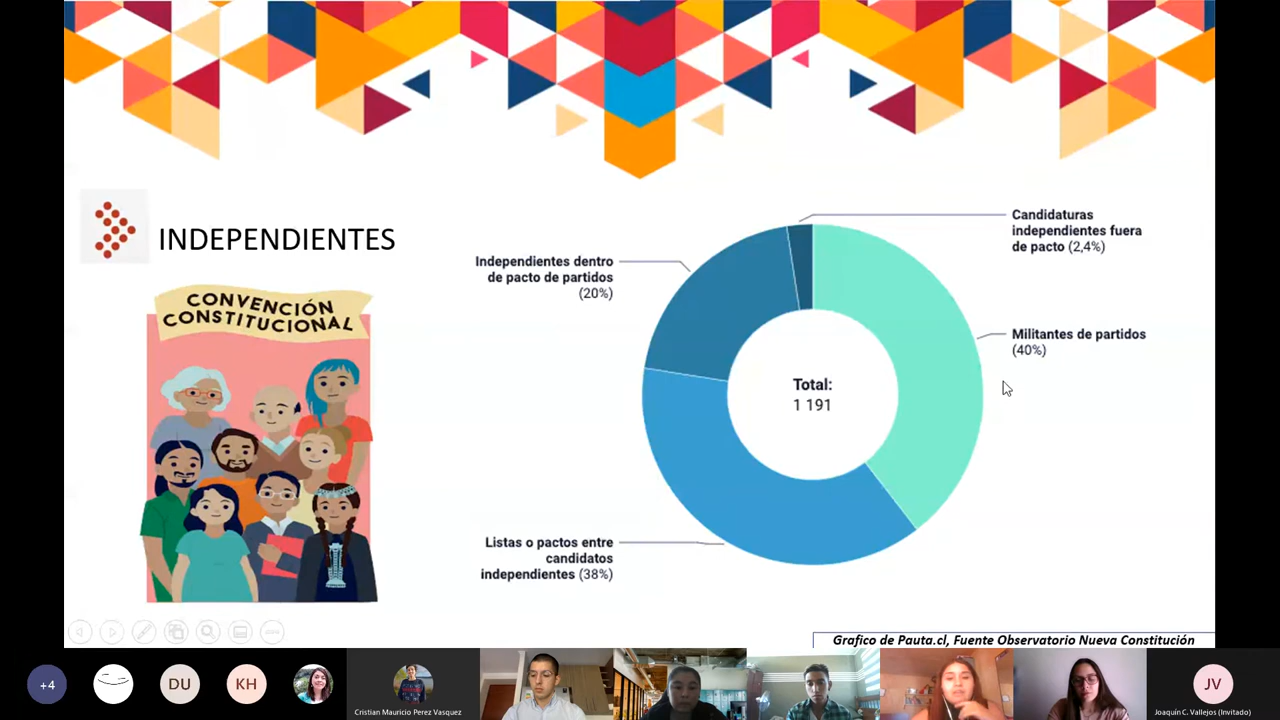 INDEPENDIENTES
CONVENCIÓN
CONSTITUCIONAL
Candidaturas
independientes fuera
de pacto (2,4%)
Independientes dentro
de pacto de partidos
(20%)
Militantes de partidos
(40%)
Total:
1 191
Listas o pactos entre
candidatos
independientes (38%)
Grafico de Pauta.cl, Fuente Observatorio Nueva Constitución
+4
DU
KH
JV
Cristian Mauricio Perez Vasquez
Joaquín C. Vallejos (Invitado)